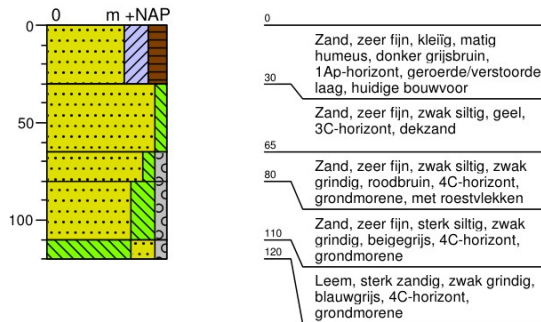 0 m +NAP
0
50
100
0
Zand, zeer fijn, kleiïg, matig
humeus, donker grijsbruin,
1Ap-horizont, geroerde/verstoorde
laag, huidige bouwvoor
30
Zand, zeer fijn, zwak siltig, geel,
3C-horizont, dekzand
65
Zand, zeer fijn, zwak siltig, zwak
grindig, roodbruin, 4C-horizont,
grondmorene, met roestvlekken
80
Zand, zeer fijn, sterk siltig, zwak
grindig, beigegrijs, 4C-horizont,
grondmorene
110
120
Leem, sterk zandig, zwak grindig,
blauwgrijs, 4C-horizont,
grondmorene